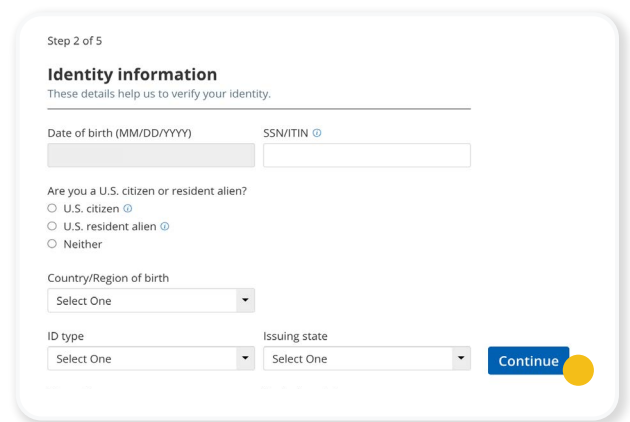 Step 2 of 5
Identity information
These details help us to verify your identity.
Date of birth (MM/DD/YYYY) SSN/ITIN
Are you a U.S. citizen or resident alien?
U.S. citizen
U.S. resident alien
Neither
Country/Region of birth
Select One
ID type Issuing state
Select One Select One Continue